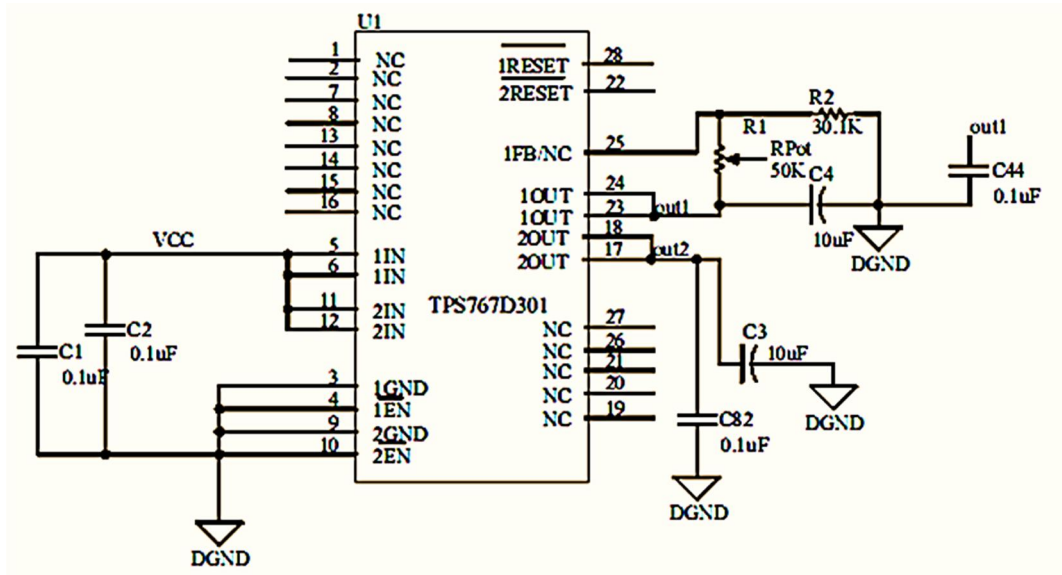 U1
TPS767D301
1 NC
2 NC
7 NC
8 NC
13 NC
14 NC
15 NC
16 NC
VCC
5 1IN
6 1IN
11 2IN
12 2IN
3 1GND
4 1EN
9 2GND
10 2EN
C1
0.1uF
C2
0.1uF
DGND
1RESET 28
2RESET 22
1FB/NC 25
1OUT 24
1OUT 23
2OUT 18
2OUT 17
out1
out2
NC 27
NC 26
NC 21
NC 20
NC 19
R1
RPot
50K
R2
30.1K
C4
10uF
DGND
out1
C44
0.1uF
C3
10uF
DGND
C82
0.1uF
DGND